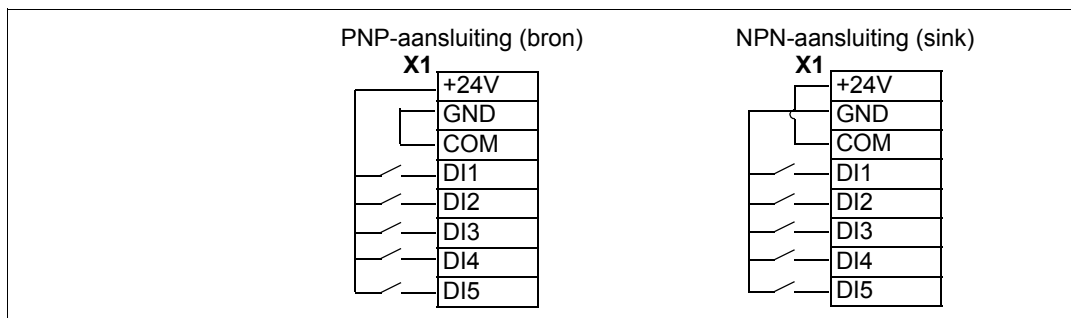 PNP-aansluiting (bron)
X1
+24V
GND
COM
DI1
DI2
DI3
DI4
DI5
NPN-aansluiting (sink)
X1
+24V
GND
COM
DI1
DI2
DI3
DI4
DI5